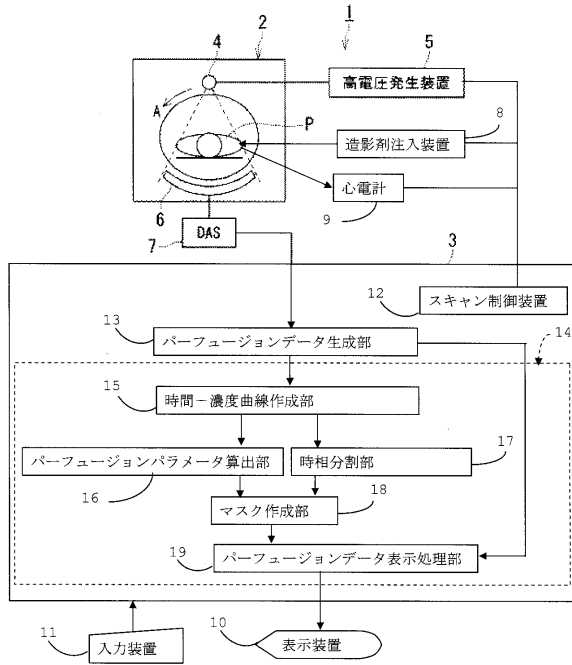 1
2
4
5
高電圧発生装置
A
P
8
造影剤注入装置
心電計
9
6
7
DAS
3
12
スキャン制御装置
13
パーフュージョンデータ生成部
14
15
時間－濃度曲線作成部
パーフュージョンパラメータ算出部
時相分割部
17
16
18
マスク作成部
19
パーフュージョンデータ表示処理部
11
入力装置
10
表示装置